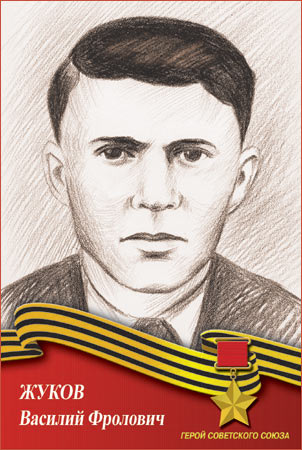 ЖУКОВ
Василий Фролович
ГЕРОЙ СОВЕТСКОГО СОЮЗА